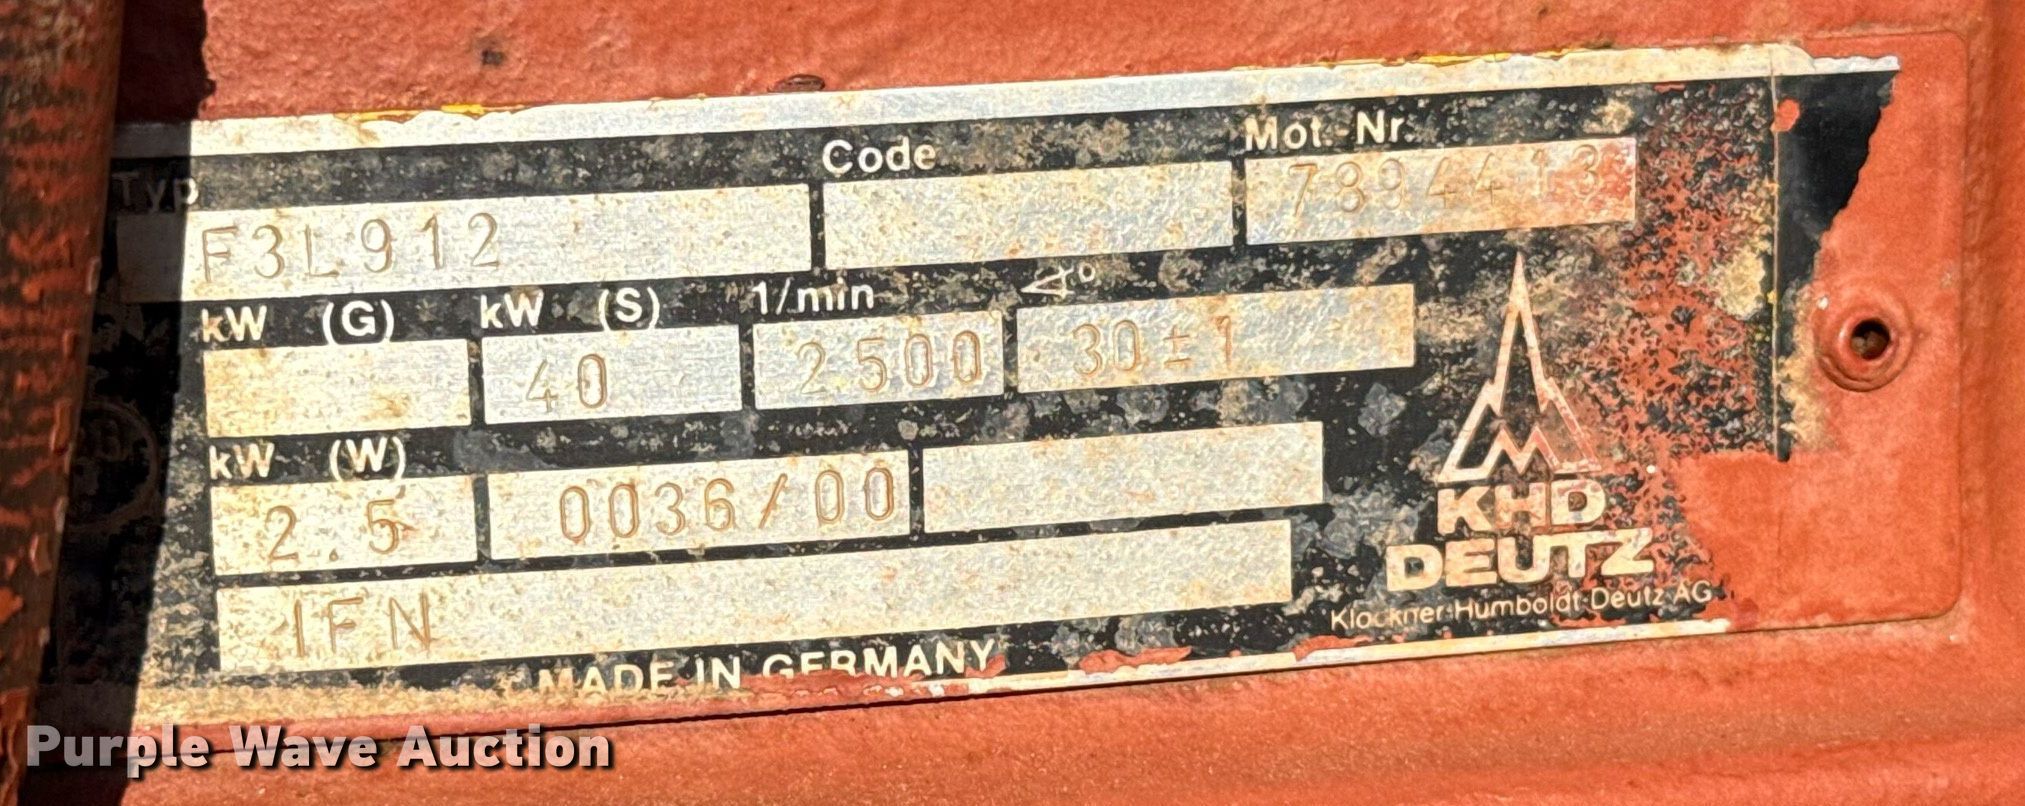 Typ
Code
Mot.-Nr.
F3L912
7894413
kW (G)
kW (S)
1/min
∢°
40
2500
30±1
kW (W)
2.5
0036/00
IFN
KHD
DEUTZ
Klöckner-Humboldt-Deutz AG
MADE IN GERMANY
Purple Wave Auction